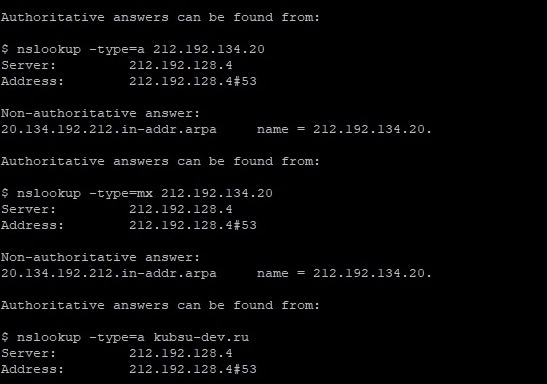 Authoritative answers can be found from:
$ nslookup -type=a 212.192.134.20
Server:         212.192.128.4
Address:        212.192.128.4#53
Non-authoritative answer:
20.134.192.212.in-addr.arpa     name = 212.192.134.20.
Authoritative answers can be found from:
$ nslookup -type=mx 212.192.134.20
Server:         212.192.128.4
Address:        212.192.128.4#53
Non-authoritative answer:
20.134.192.212.in-addr.arpa     name = 212.192.134.20.
Authoritative answers can be found from:
$ nslookup -type=a kubsu-dev.ru
Server:         212.192.128.4
Address:        212.192.128.4#53